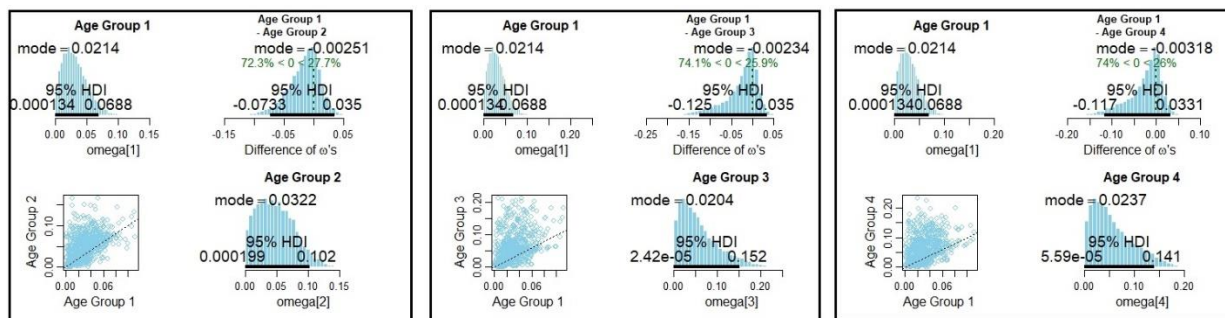 Age Group 1
mode = 0.0214
95% HDI
0.000134 0.0688
0.00 0.05 0.10 0.15
omega[1]
Age Group 1
- Age Group 2
mode = -0.00251
72.3% < 0 < 27.7%
95% HDI
-0.0733 0.035
-0.15 -0.05 0.05
Difference of ω's
Age Group 2
0.00 0.10
0.06
Age Group 1
Age Group 2
mode = 0.0322
95% HDI
0.000199 0.102
0.00 0.05 0.10 0.15
omega[2]
Age Group 1
mode = 0.0214
95% HDI
0.000134 0.0688
0.00 0.05 0.10 0.15 0.20
omega[1]
Age Group 1
- Age Group 3
mode = -0.00234
74.1% < 0 < 25.9%
95% HDI
-0.125 0.035
-0.25 -0.15 -0.05 0.05
Difference of ω's
Age Group 3
0.00 0.10 0.20
0.00 0.06
Age Group 1
Age Group 3
mode = 0.0204
95% HDI
2.42e-05 0.152
0.00 0.05 0.10 0.15 0.20 0.25
omega[3]
Age Group 1
mode = 0.0214
95% HDI
0.000134 0.0688
0.00 0.05 0.10 0.15 0.20
omega[1]
Age Group 1
- Age Group 4
mode = -0.00318
74% < 0 < 26%
95% HDI
-0.117 0.0331
-0.20 -0.10 0.00
Difference of ω's
Age Group 4
0.00 0.10 0.20
0.00 0.06
Age Group 1
Age Group 4
mode = 0.0237
95% HDI
5.59e-05 0.141
0.00 0.10 0.20
omega[4]